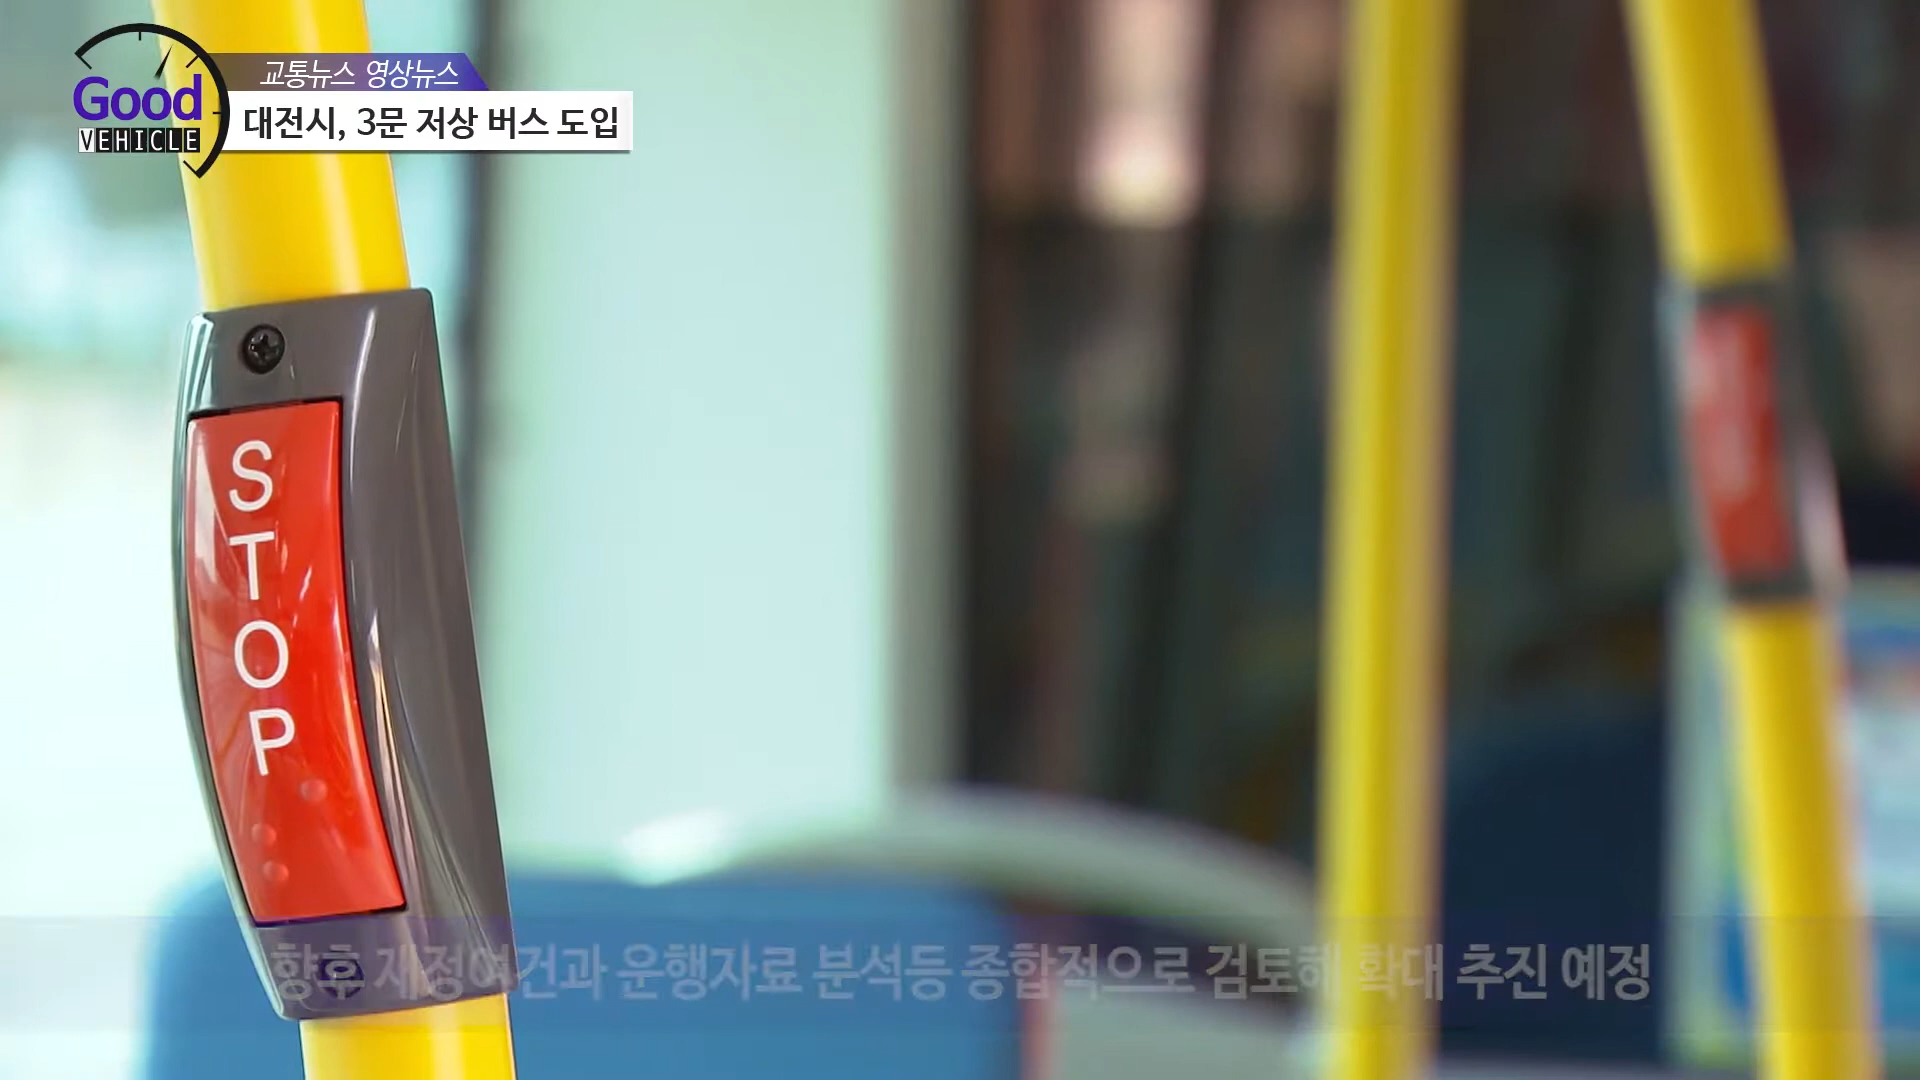 교통뉴스 영상뉴스
Good
VEHICLE
대전시, 3문 저상 버스 도입
STOP
향후 재정여건과 운행자료 분석등 종합적으로 검토해 확대 추진 예정